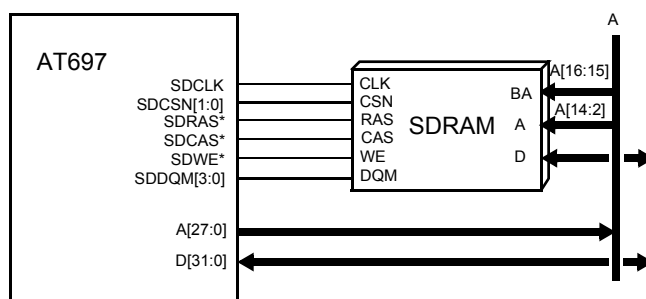 A
AT697
SDCLK
SDCSN[1:0]
SDRAS*
SDCAS*
SDWE*
SDDQM[3:0]
A[27:0]
D[31:0]
CLK
CSN
RAS
CAS
WE
DQM
SDRAM
BA
A
D
A[16:15]
A[14:2]